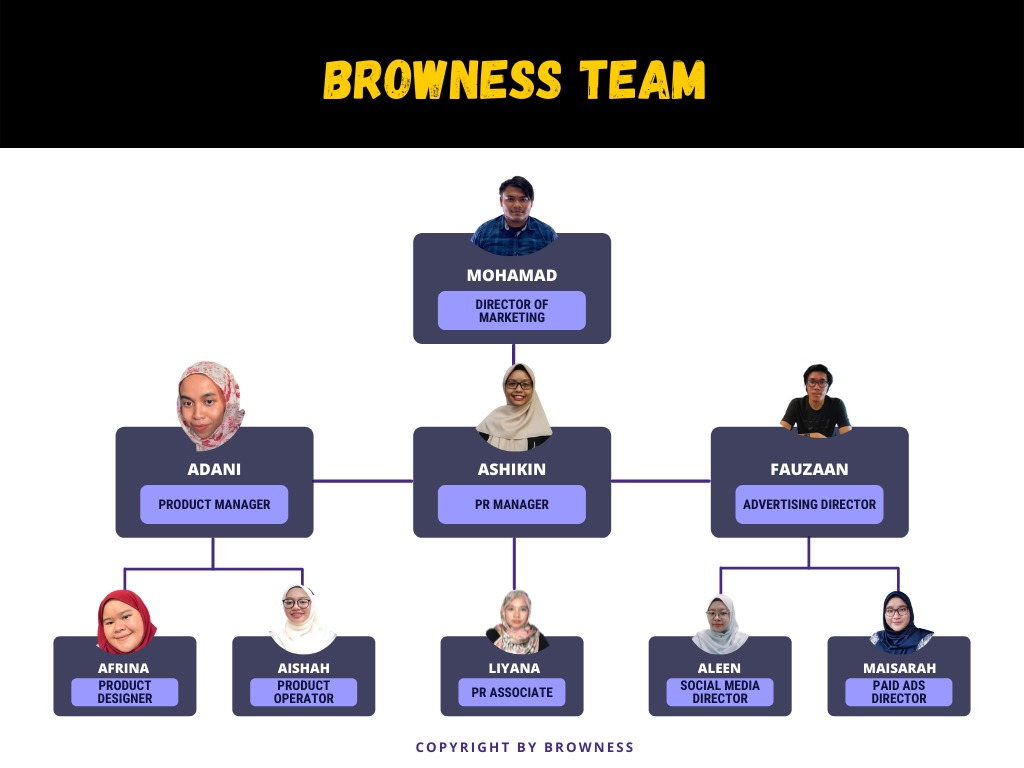 BROWNESS TEAM
MOHAMAD
DIRECTOR OF
MARKETING
ADANI
PRODUCT MANAGER
ASHIKIN
PR MANAGER
FAUZAAN
ADVERTISING DIRECTOR
AFRINA
PRODUCT
DESIGNER
AISHAH
PRODUCT
OPERATOR
LIYANA
PR ASSOCIATE
ALEEN
SOCIAL MEDIA
DIRECTOR
MAISARAH
PAID ADS
DIRECTOR
COPYRIGHT BY BROWNESS